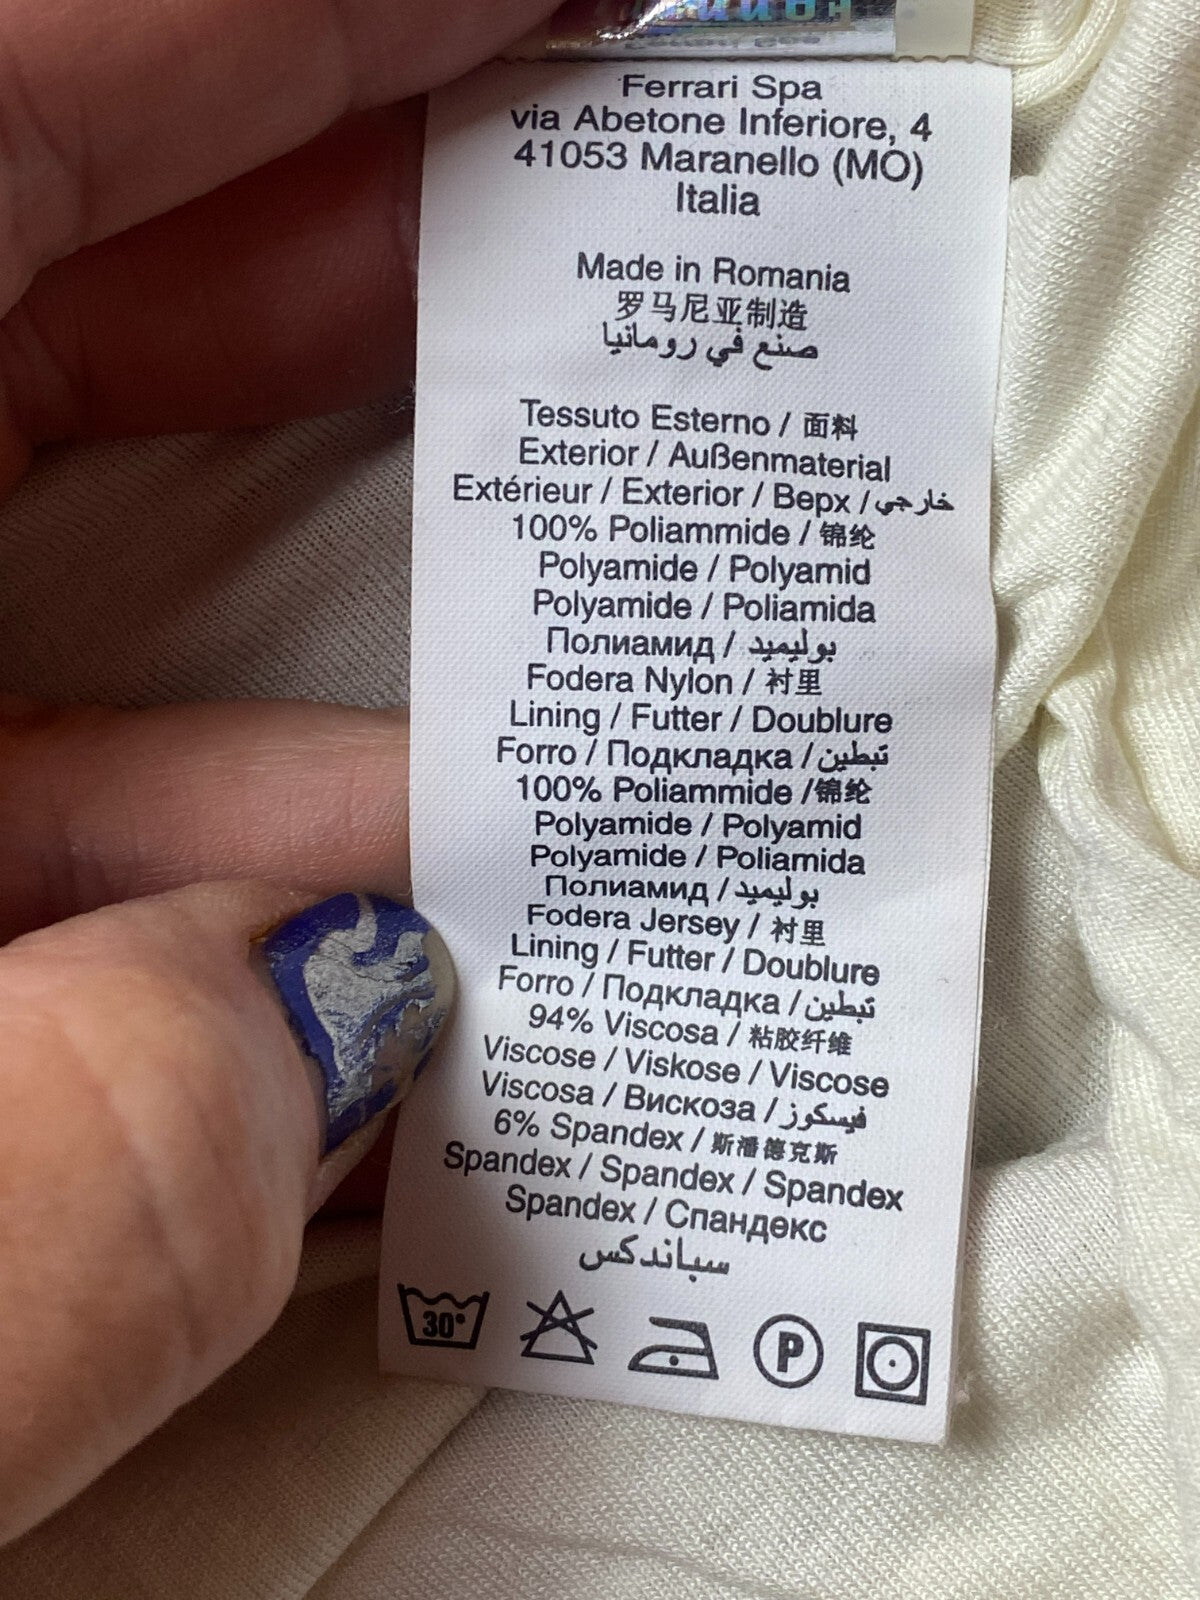 Ferrari Spa
via Abetone Inferiore, 4
41053 Maranello (MO)
Italia
Made in Romania
罗马尼亚制造
صنع في رومانيا
Tessuto Esterno / 面料
Exterior / Außenmaterial
Extérieur / Exterior / Верх / خارجي
100% Poliammide / 锦纶
Polyamide / Polyamid
Polyamide / Poliamida
Полиамид / بوليميد
Fodera Nylon / 衬里
Lining / Futter / Doublure
Forro / Подкладка / تبطين
100% Poliammide /锦纶
Polyamide / Polyamid
Polyamide / Poliamida
Полиамид / بوليميد
Fodera Jersey / 衬里
Lining / Futter / Doublure
Forro / Подкладка / تبطين
94% Viscosa / 粘胶纤维
Viscose / Viskose / Viscose
Viscosa / Вискоза / فيسكوز
6% Spandex / 斯潘德克斯
Spandex / Spandex / Spandex
Spandex / Спандекс
سباندكس
30° P